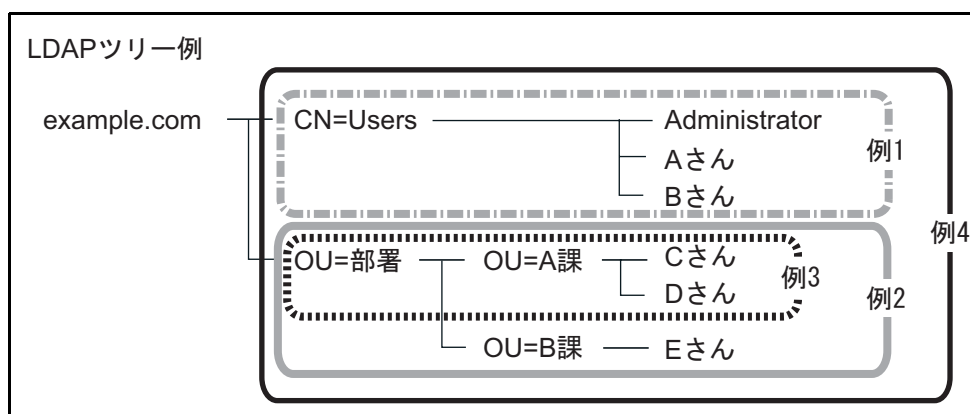 LDAPツリー例
example.com
CN=Users
Administrator
Aさん
Bさん
例1
OU=部署
OU=A課
Cさん
Dさん
例3
OU=B課
Eさん
例2
例4